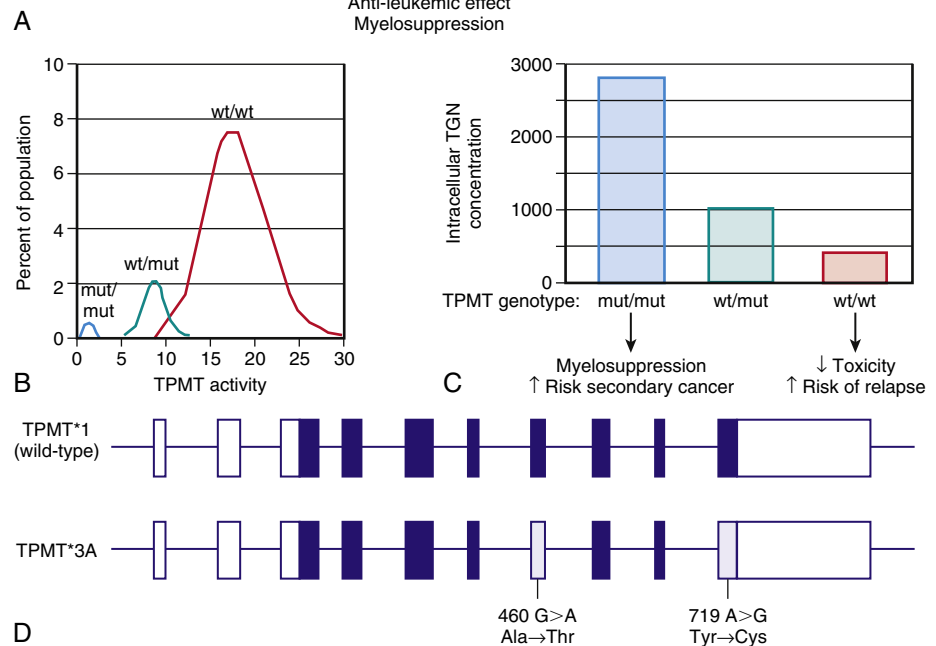 Anti-leukemic effect
Myelosuppression
A
10
8
6
4
2
0
Percent of population
wt/wt
wt/mut
mut/
mut
0 5 10 15 20 25 30
TPMT activity
3000
2000
1000
0
Intracellular TGN
concentration
TPMT genotype: mut/mut wt/mut wt/wt
Myelosuppression
↑ Risk secondary cancer
↓ Toxicity
↑ Risk of relapse
B
C
TPMT*1
(wild-type)
TPMT*3A
460 G>A
Ala→Thr
719 A>G
Tyr→Cys
D